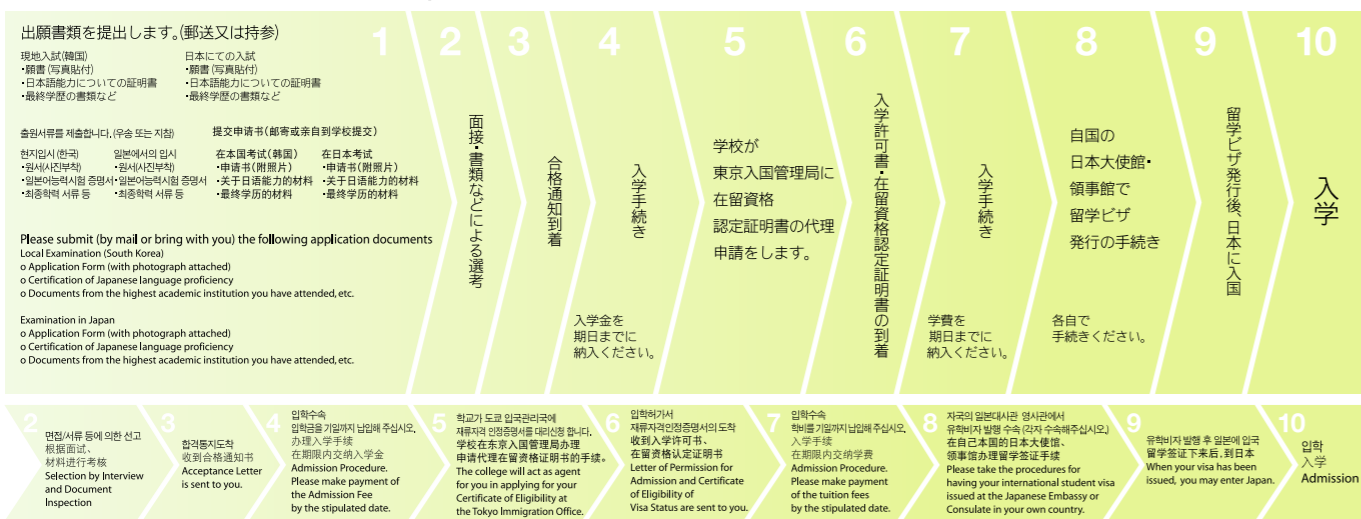 1
出願書類を提出します。(郵送又は持参)
現地入試(韓国)
・願書(写真貼付)
・日本語能力についての証明書
・最終学歴の書類など
日本にての入試
・願書(写真貼付)
・日本語能力についての証明書
・最終学歴の書類など
출원서류를 제출합니다. (우송 또는 지참)
현지입시(한국)
・원서(사진부착)
・일본어능력시험 증명서
・최종학력 서류 등
일본에서의 입시
・원서(사진부착)
・일본어능력시험 증명서
・최종학력 서류 등
提交申请书(邮寄或亲自到学校提交)
在本国考试(韩国)
・申请书(附照片)
・关于日语能力的材料
・最终学历的材料
在日本考试
・申请书(附照片)
・关于日语能力的材料
・最终学历的材料
Please submit (by mail or bring with you) the following application documents
Local Examination (South Korea)
o Application Form (with photograph attached)
o Certification of Japanese language proficiency
o Documents from the highest academic institution you have attended, etc.
Examination in Japan
o Application Form (with photograph attached)
o Certification of Japanese language proficiency
o Documents from the highest academic institution you have attended, etc.
2
面接・書類などによる選考
3
合格通知到着
4
入学手続き
入学金を
期日までに
納入ください。
5
学校が
東京入国管理局に
在留資格
認定証明書の代理
申請をします。
6
入学許可書・在留資格認定証明書の到着
7
入学手続き
学費を
期日までに
納入ください。
8
自国の
日本大使館・
領事館で
留学ビザ
発行の手続き
各自で
手続きください。
9
留学ビザ発行後、日本に入国
10
入学
2
면접/서류 등에 의한 선고
根据面试、
材料进行考核
Selection by Interview
and Document
Inspection
3
합격통지도착
收到合格通知书
Acceptance Letter
is sent to you.
4
입학수속
입학금을 기일까지 납입해 주십시오.
办理入学手续
在期限内交纳入学金
Admission Procedure.
Please make payment of
the Admission Fee
by the stipulated date.
5
학교가 도쿄 입국관리국에
재류자격 인정증명서를 대리신청 합니다.
学校在东京入国管理局办理
申请代理在留资格证明书的手续。
The college will act as agent
for you in applying for your
Certificate of Eligibility at
the Tokyo Immigration Office.
6
입학허가서
재류자격인정증명서의 도착
收到入学许可书、
在留资格认定证明书
Letter of Permission for
Admission and Certificate
of Eligibility of
Visa Status are sent to you.
7
입학수속
학비를 기일까지 납입해 주십시오.
入学手续
在期限内交纳学费
Admission Procedure.
Please make payment
of the tuition fees
by the stipulated date.
8
자국의 일본대사관 영사관에서
유학비자 발행 수속 (각자 수속해주십시오.)
在自己本国的日本大使馆、
领事馆办理留学签证手续
Please take the procedures for
having your international student visa
issued at the Japanese Embassy or
Consulate in your own country.
9
유학비자 발행 후 일본에 입국
留学签证下来后, 到日本
When your visa has been
issued, you may enter Japan.
10
입학
入学
Admission